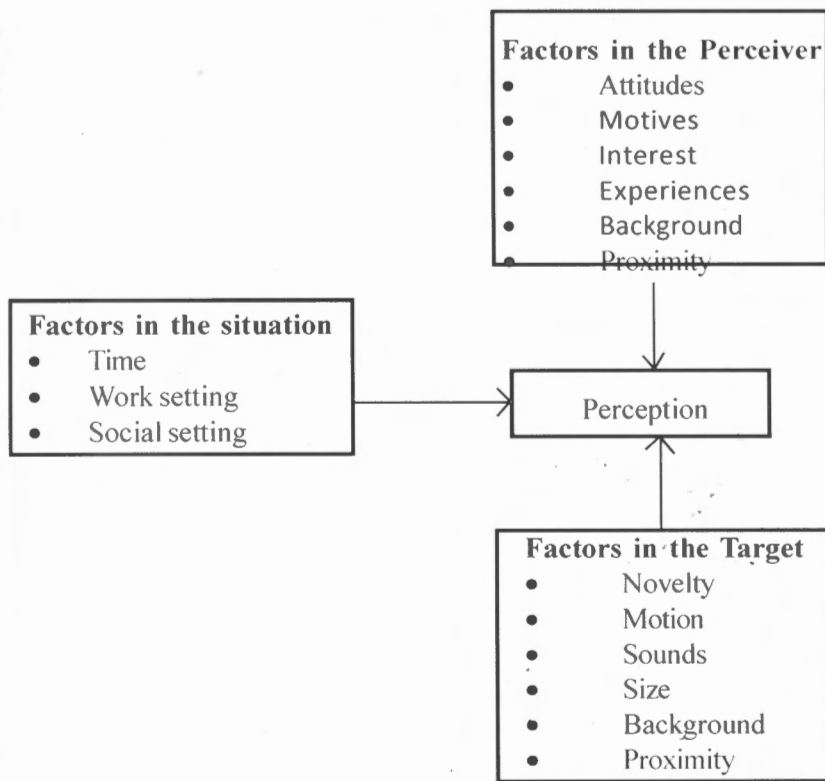 Factors in the Perceiver
• Attitudes
• Motives
• Interest
• Experiences
• Background
• Proximity
Factors in the situation
• Time
• Work setting
• Social setting
Perception
Factors in the Target
• Novelty
• Motion
• Sounds
• Size
• Background
• Proximity